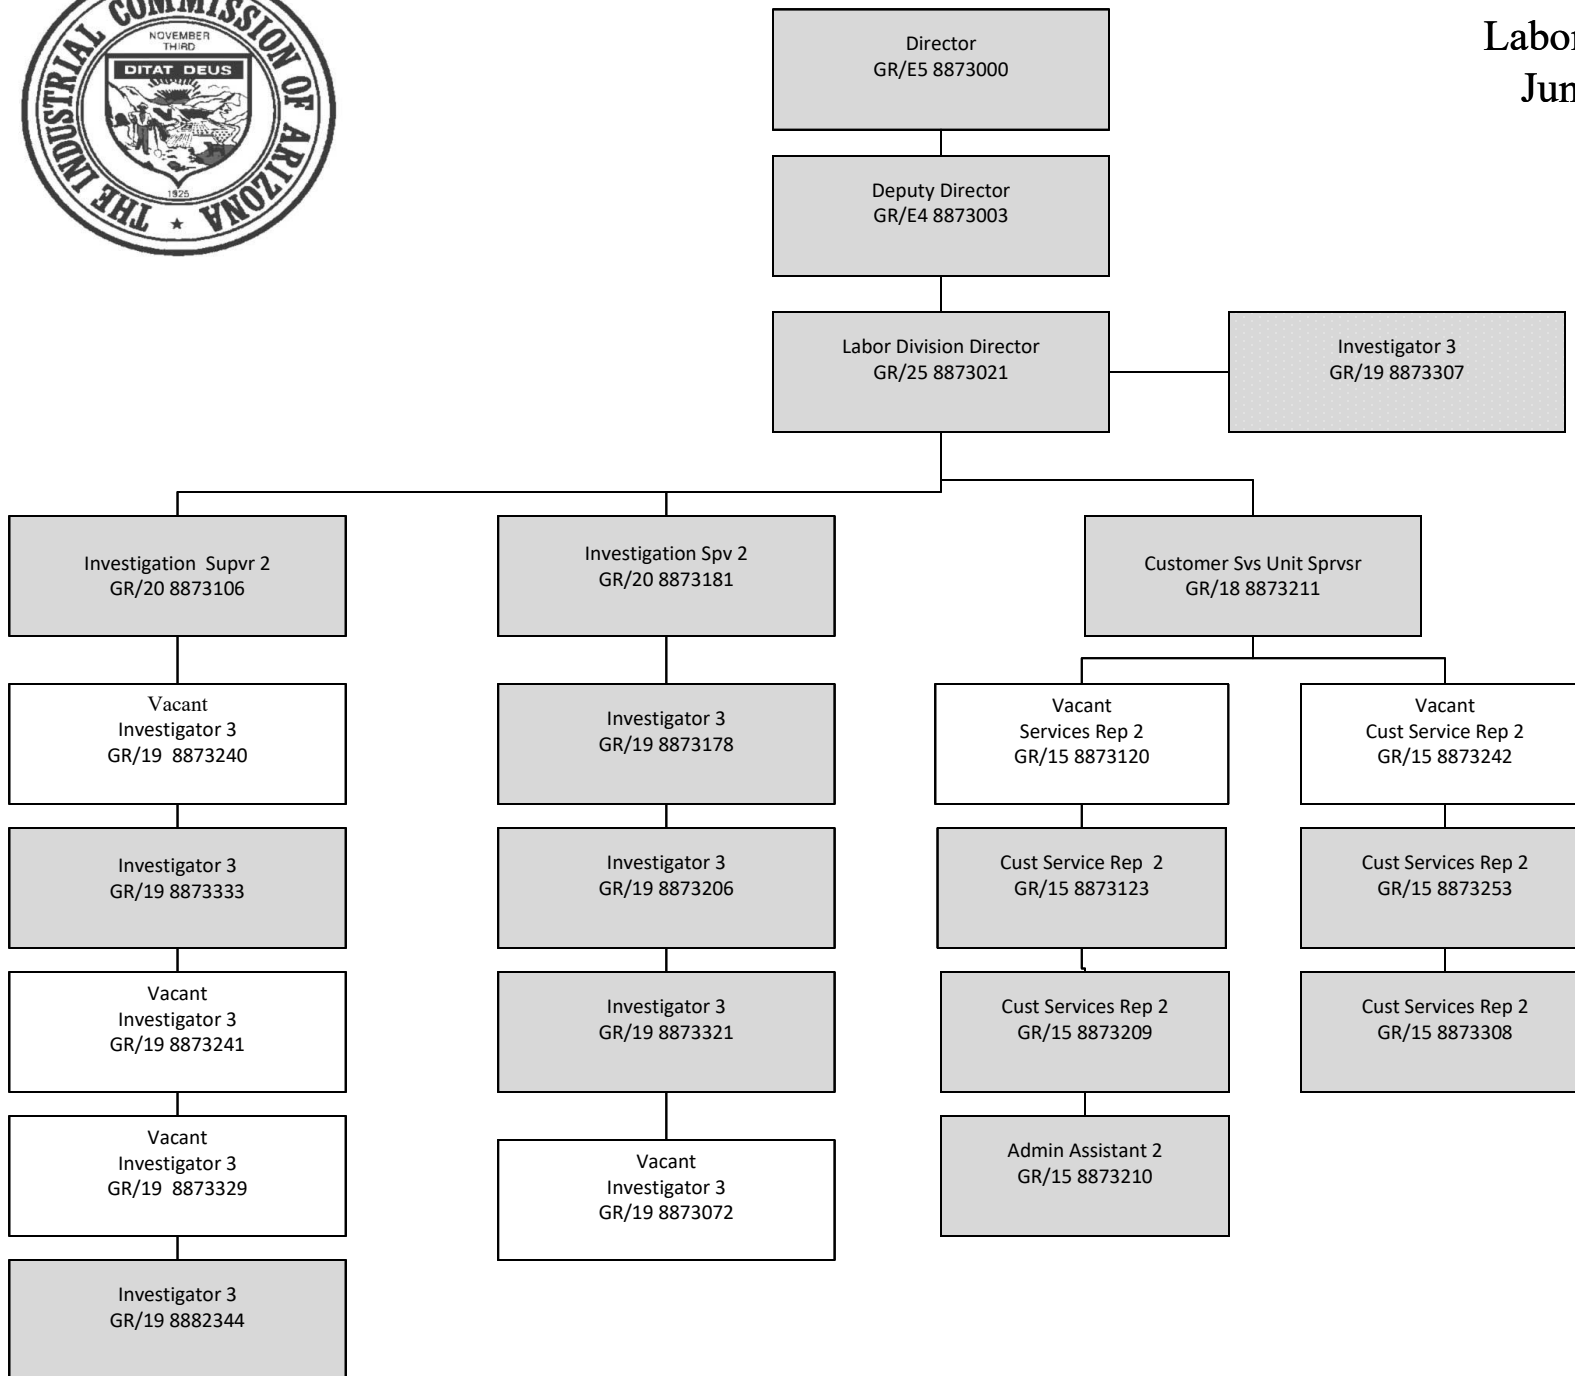 THE INDUSTRIAL COMMISSION OF ARIZONA
NOVEMBER
THIRD
DITAT DEUS
1925
Director
GR/E5 8873000
Deputy Director
GR/E4 8873003
Labor Division Director
GR/25 8873021
Investigator 3
GR/19 8873307
Investigation  Supvr 2
GR/20 8873106
Vacant
Investigator 3
GR/19  8873240
Investigator 3
GR/19 8873333
Vacant
Investigator 3
GR/19 8873241
Vacant
Investigator 3
GR/19  8873329
Investigator 3
GR/19 8882344
Investigation Spv 2
GR/20 8873181
Investigator 3
GR/19 8873178
Investigator 3
GR/19 8873206
Investigator 3
GR/19 8873321
Vacant
Investigator 3
GR/19 8873072
Customer Svs Unit Sprvsr
GR/18 8873211
Vacant
Services Rep 2
GR/15 8873120
Cust Service Rep  2
GR/15 8873123
Cust Services Rep 2
GR/15 8873209
Admin Assistant 2
GR/15 8873210
Vacant
Cust Service Rep 2
GR/15 8873242
Cust Services Rep 2
GR/15 8873253
Cust Services Rep 2
GR/15 8873308